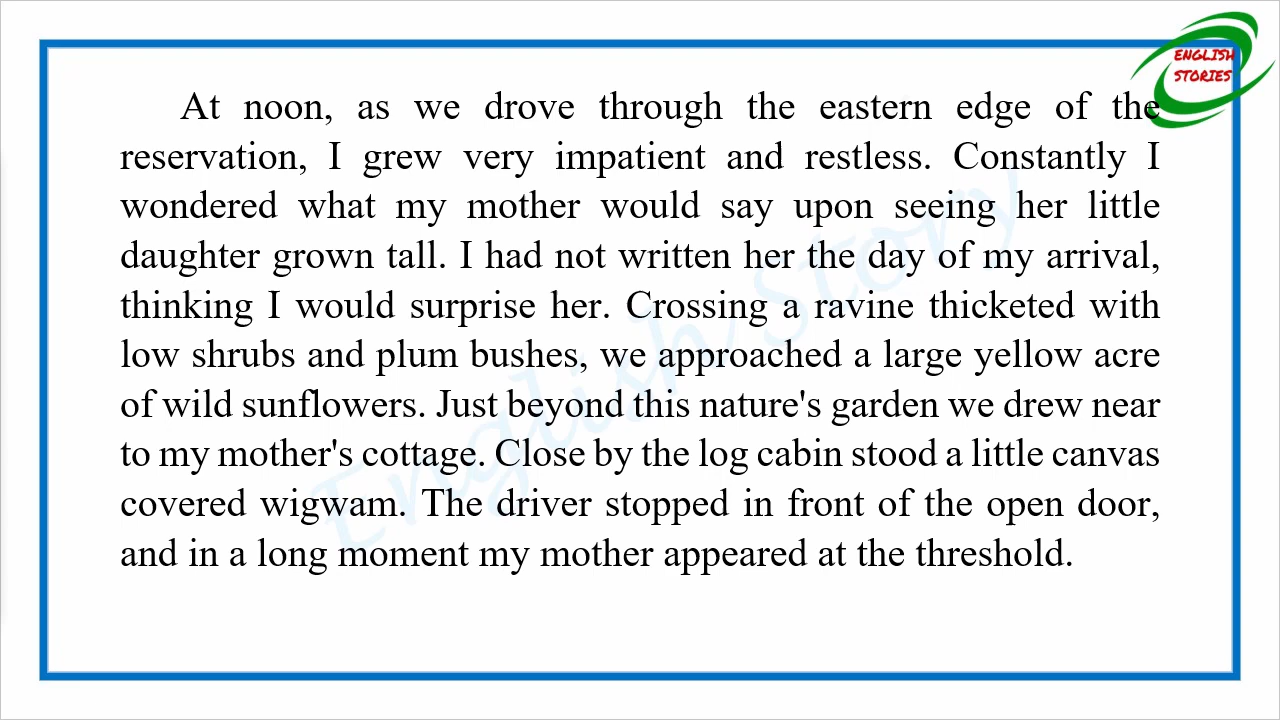 ENGLISH
STORIES
At noon, as we drove through the eastern edge of the
reservation, I grew very impatient and restless. Constantly I
wondered what my mother would say upon seeing her little
daughter grown tall. I had not written her the day of my arrival,
thinking I would surprise her. Crossing a ravine thicketed with
low shrubs and plum bushes, we approached a large yellow acre
of wild sunflowers. Just beyond this nature's garden we drew near
to my mother's cottage. Close by the log cabin stood a little canvas
covered wigwam. The driver stopped in front of the open door,
and in a long moment my mother appeared at the threshold.
English Story